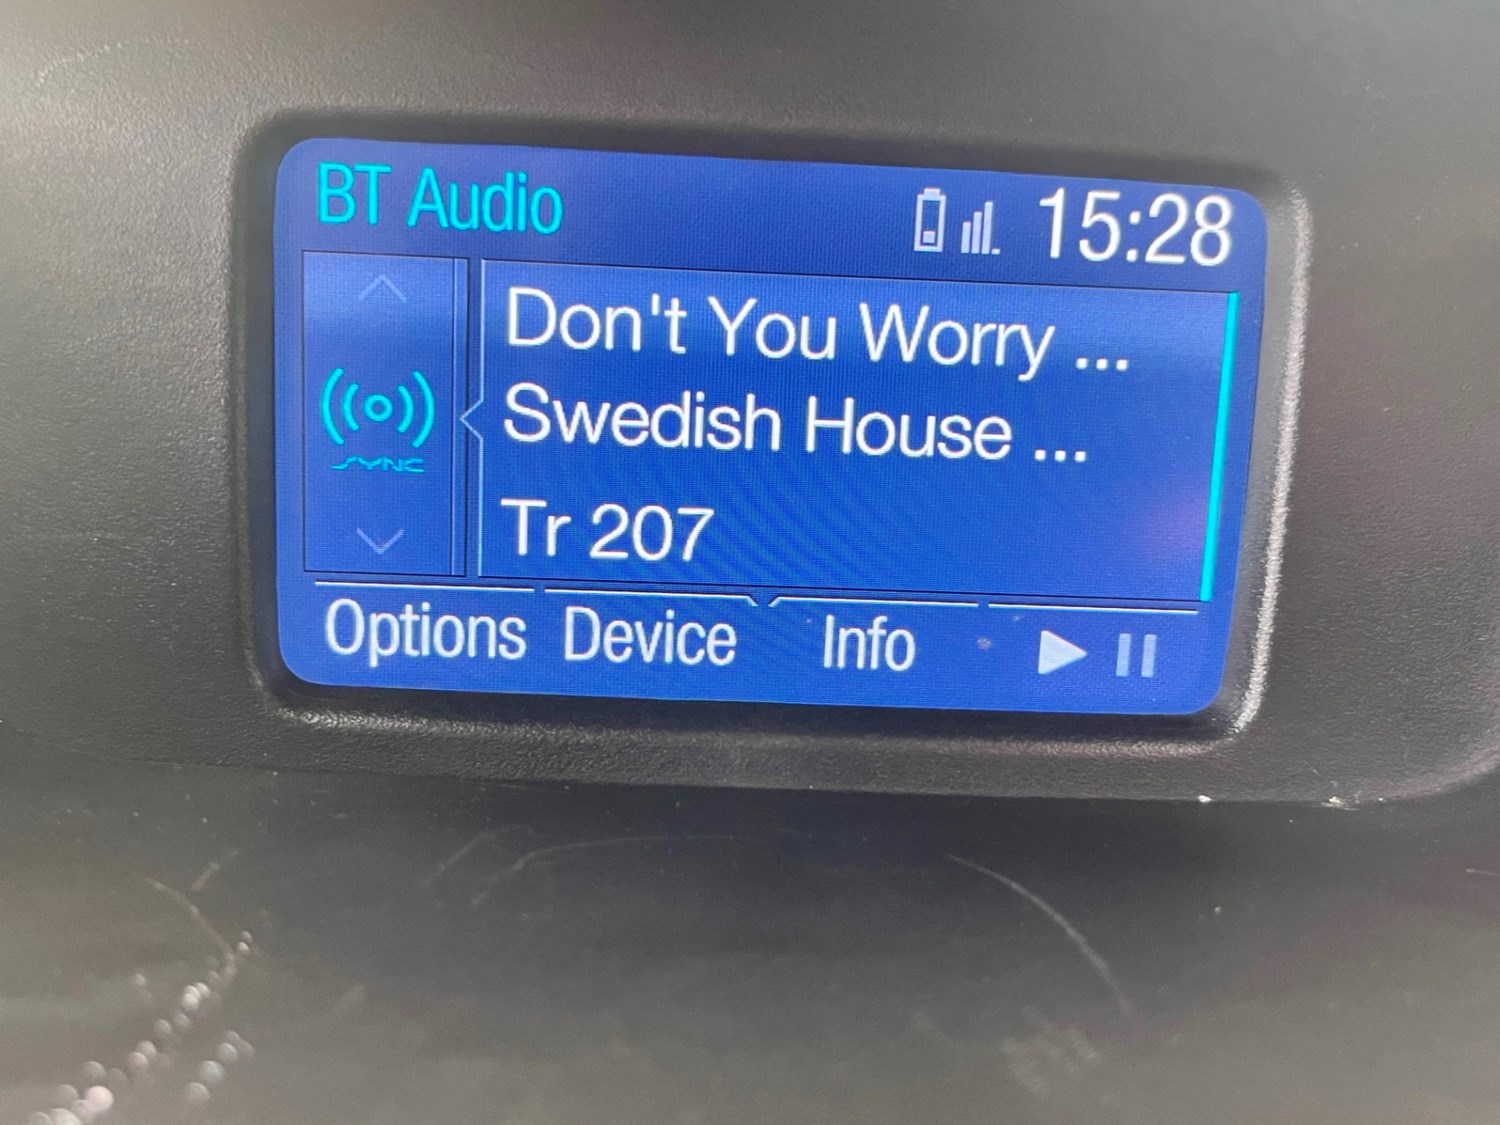 BT Audio 15:28
Don't You Worry ...
Swedish House ...
SYNC
Tr 207
Options Device Info